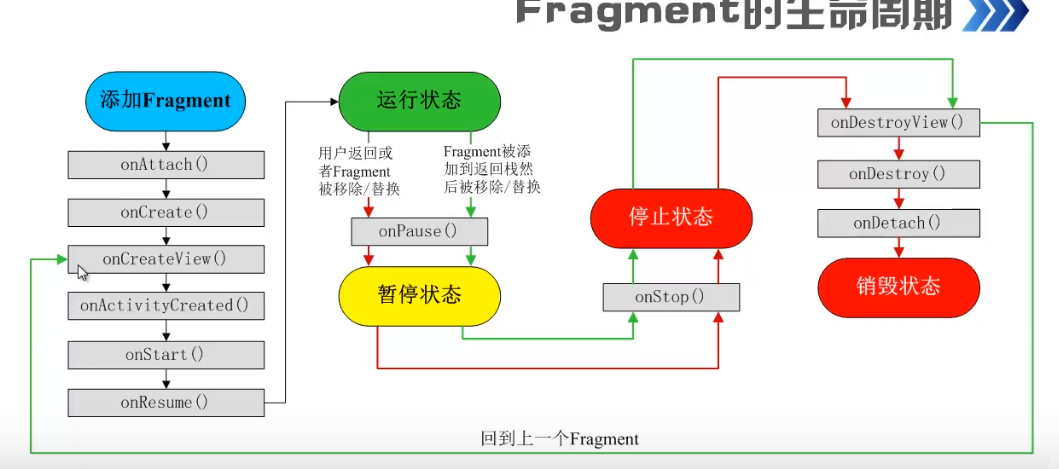 Fragment的生命周期
添加Fragment
onAttach()
onCreate()
onCreateView()
onActivityCreated()
onStart()
onResume()
运行状态
用户返回或
者Fragment
被移除/替换
Fragment被添
加到返回栈然
后被移除/替换
onPause()
暂停状态
停止状态
onStop()
onDestroyView()
onDestroy()
onDetach()
销毁状态
回到上一个Fragment